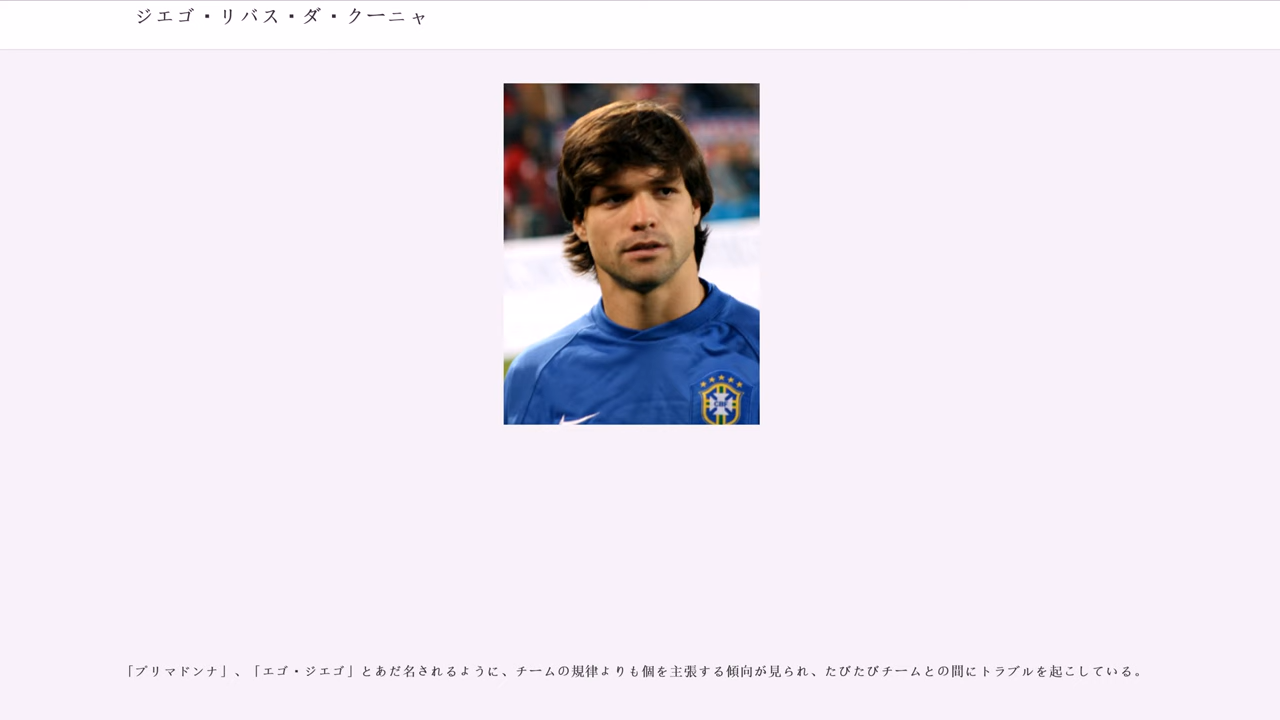 ジエゴ・リバス・ダ・クーニャ
CBF
「プリマドンナ」、「エゴ・ジエゴ」とあだ名されるように、チームの規律よりも個を主張する傾向が見られ、たびたびチームとの間にトラブルを起こしている。